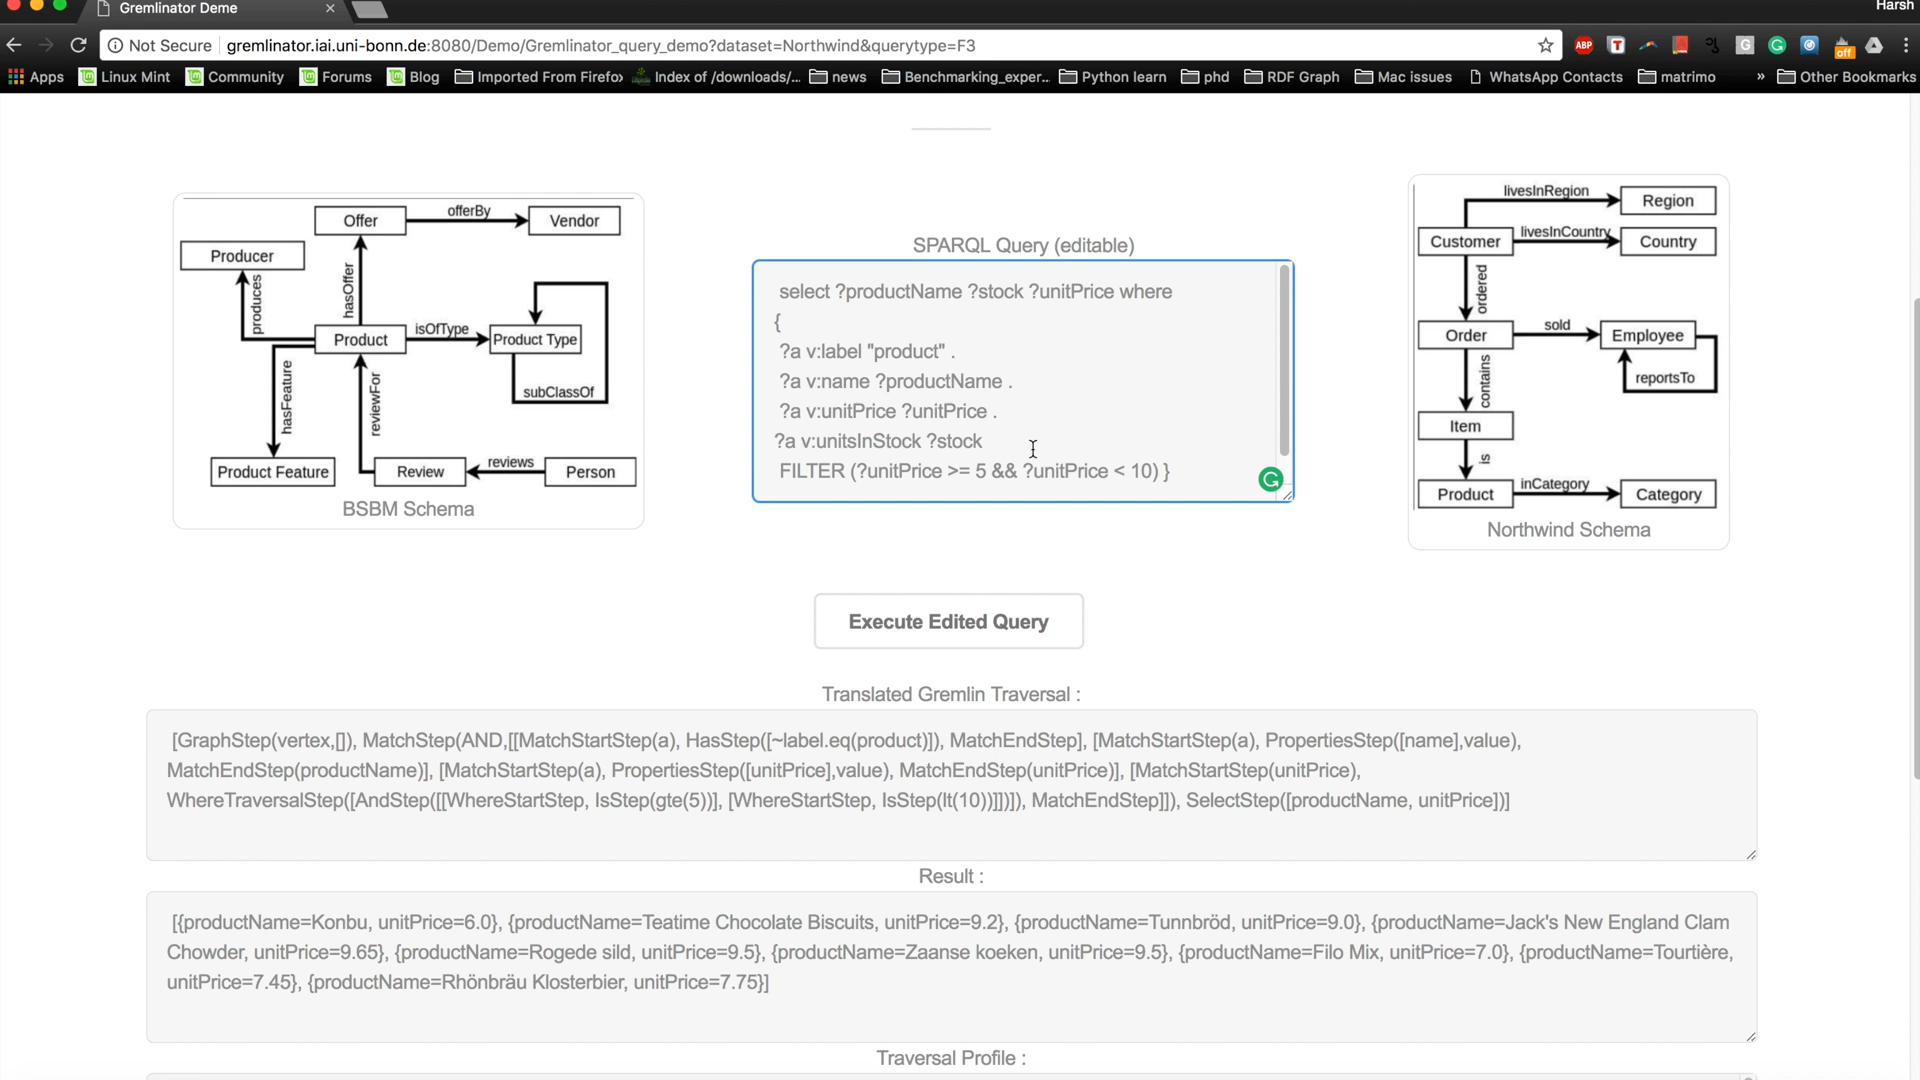 Gremlinator Demo
Harsh
Not Secure gremlinator.iai.uni-bonn.de:8080/Demo/Gremlinator_query_demo?dataset=Northwind&querytype=F3
ABP T G off
Apps Linux Mint Community Forums Blog Imported From Firefo Index of /downloads/... news Benchmarking_exper... Python learn phd RDF Graph Mac issues WhatsApp Contacts matrimo » Other Bookmarks
Offer
offerBy
Vendor
Producer
produces
hasOffer
Product
isOfType
Product Type
subClassOf
hasFeature
reviewFor
Product Feature
Review
reviews
Person
BSBM Schema
SPARQL Query (editable)
select ?productName ?stock ?unitPrice where
{
?a v:label "product" .
?a v:name ?productName .
?a v:unitPrice ?unitPrice .
?a v:unitsInStock ?stock
FILTER (?unitPrice >= 5 && ?unitPrice < 10) }
livesInRegion
Region
Customer
livesInCountry
Country
ordered
Order
sold
Employee
reportsTo
contains
Item
is
Product
inCategory
Category
Northwind Schema
Execute Edited Query
Translated Gremlin Traversal :
[GraphStep(vertex,[]), MatchStep(AND,[[MatchStartStep(a), HasStep([~label.eq(product)]), MatchEndStep], [MatchStartStep(a), PropertiesStep([name],value),
MatchEndStep(productName)], [MatchStartStep(a), PropertiesStep([unitPrice],value), MatchEndStep(unitPrice)], [MatchStartStep(unitPrice),
WhereTraversalStep([AndStep([[WhereStartStep, IsStep(gte(5))], [WhereStartStep, IsStep(lt(10))]])]), MatchEndStep]]), SelectStep([productName, unitPrice])]
Result :
[{productName=Konbu, unitPrice=6.0}, {productName=Teatime Chocolate Biscuits, unitPrice=9.2}, {productName=Tunnbröd, unitPrice=9.0}, {productName=Jack's New England Clam
Chowder, unitPrice=9.65}, {productName=Rogede sild, unitPrice=9.5}, {productName=Zaanse koeken, unitPrice=9.5}, {productName=Filo Mix, unitPrice=7.0}, {productName=Tourtière,
unitPrice=7.45}, {productName=Rhönbräu Klosterbier, unitPrice=7.75}]
Traversal Profile :